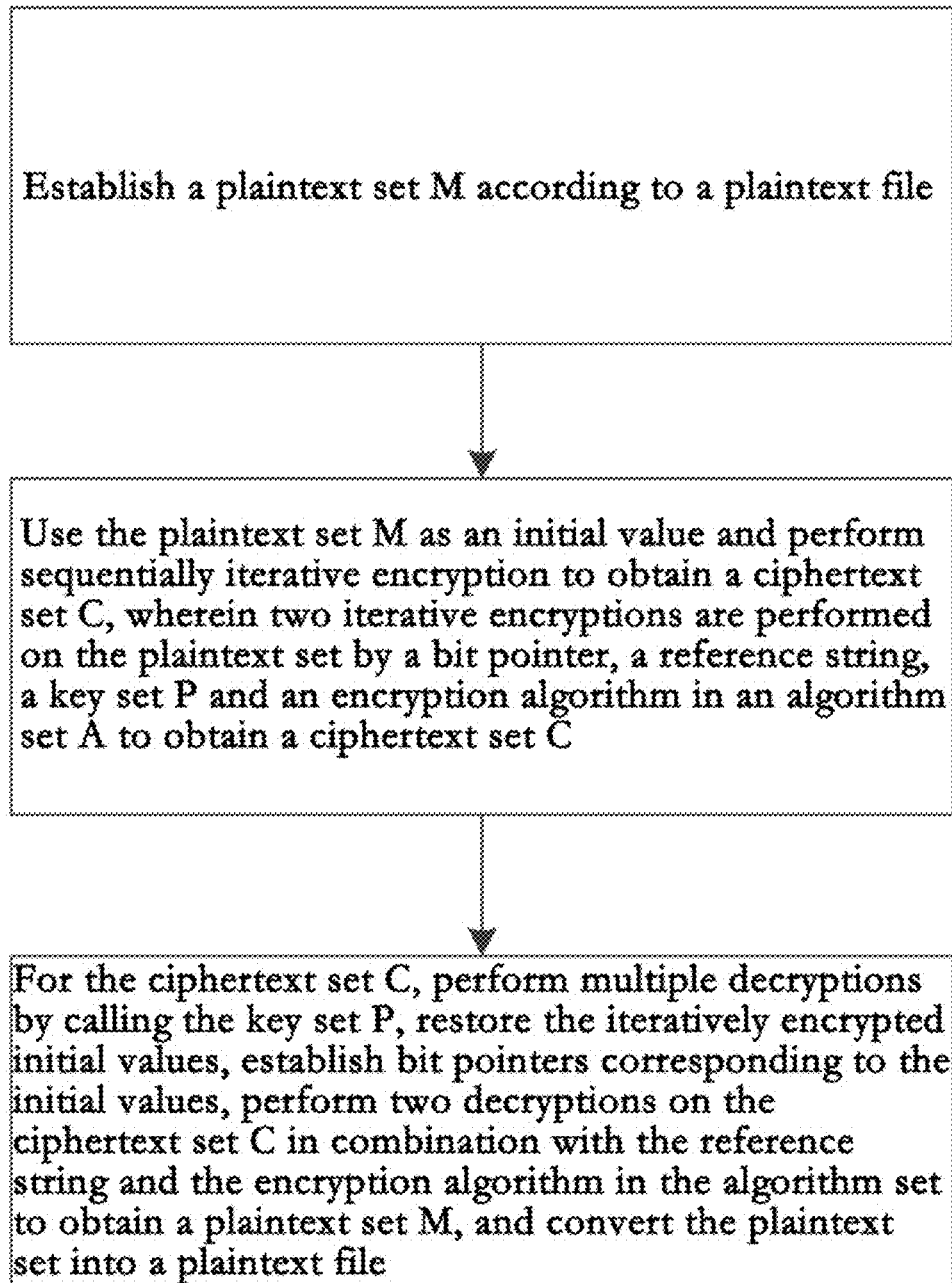 Establish a plaintext set M according to a plaintext file
Use the plaintext set M as an initial value and perform
sequentially iterative encryption to obtain a ciphertext
set C, wherein two iterative encryptions are performed
on the plaintext set by a bit pointer, a reference string,
a key set P and an encryption algorithm in an algorithm
set A to obtain a ciphertext set C
For the ciphertext set C, perform multiple decryptions
by calling the key set P, restore the iteratively encrypted
initial values, establish bit pointers corresponding to the
initial values, perform two decryptions on the
ciphertext set C in combination with the reference
string and the encryption algorithm in the algorithm set
to obtain a plaintext set M, and convert the plaintext
set into a plaintext file